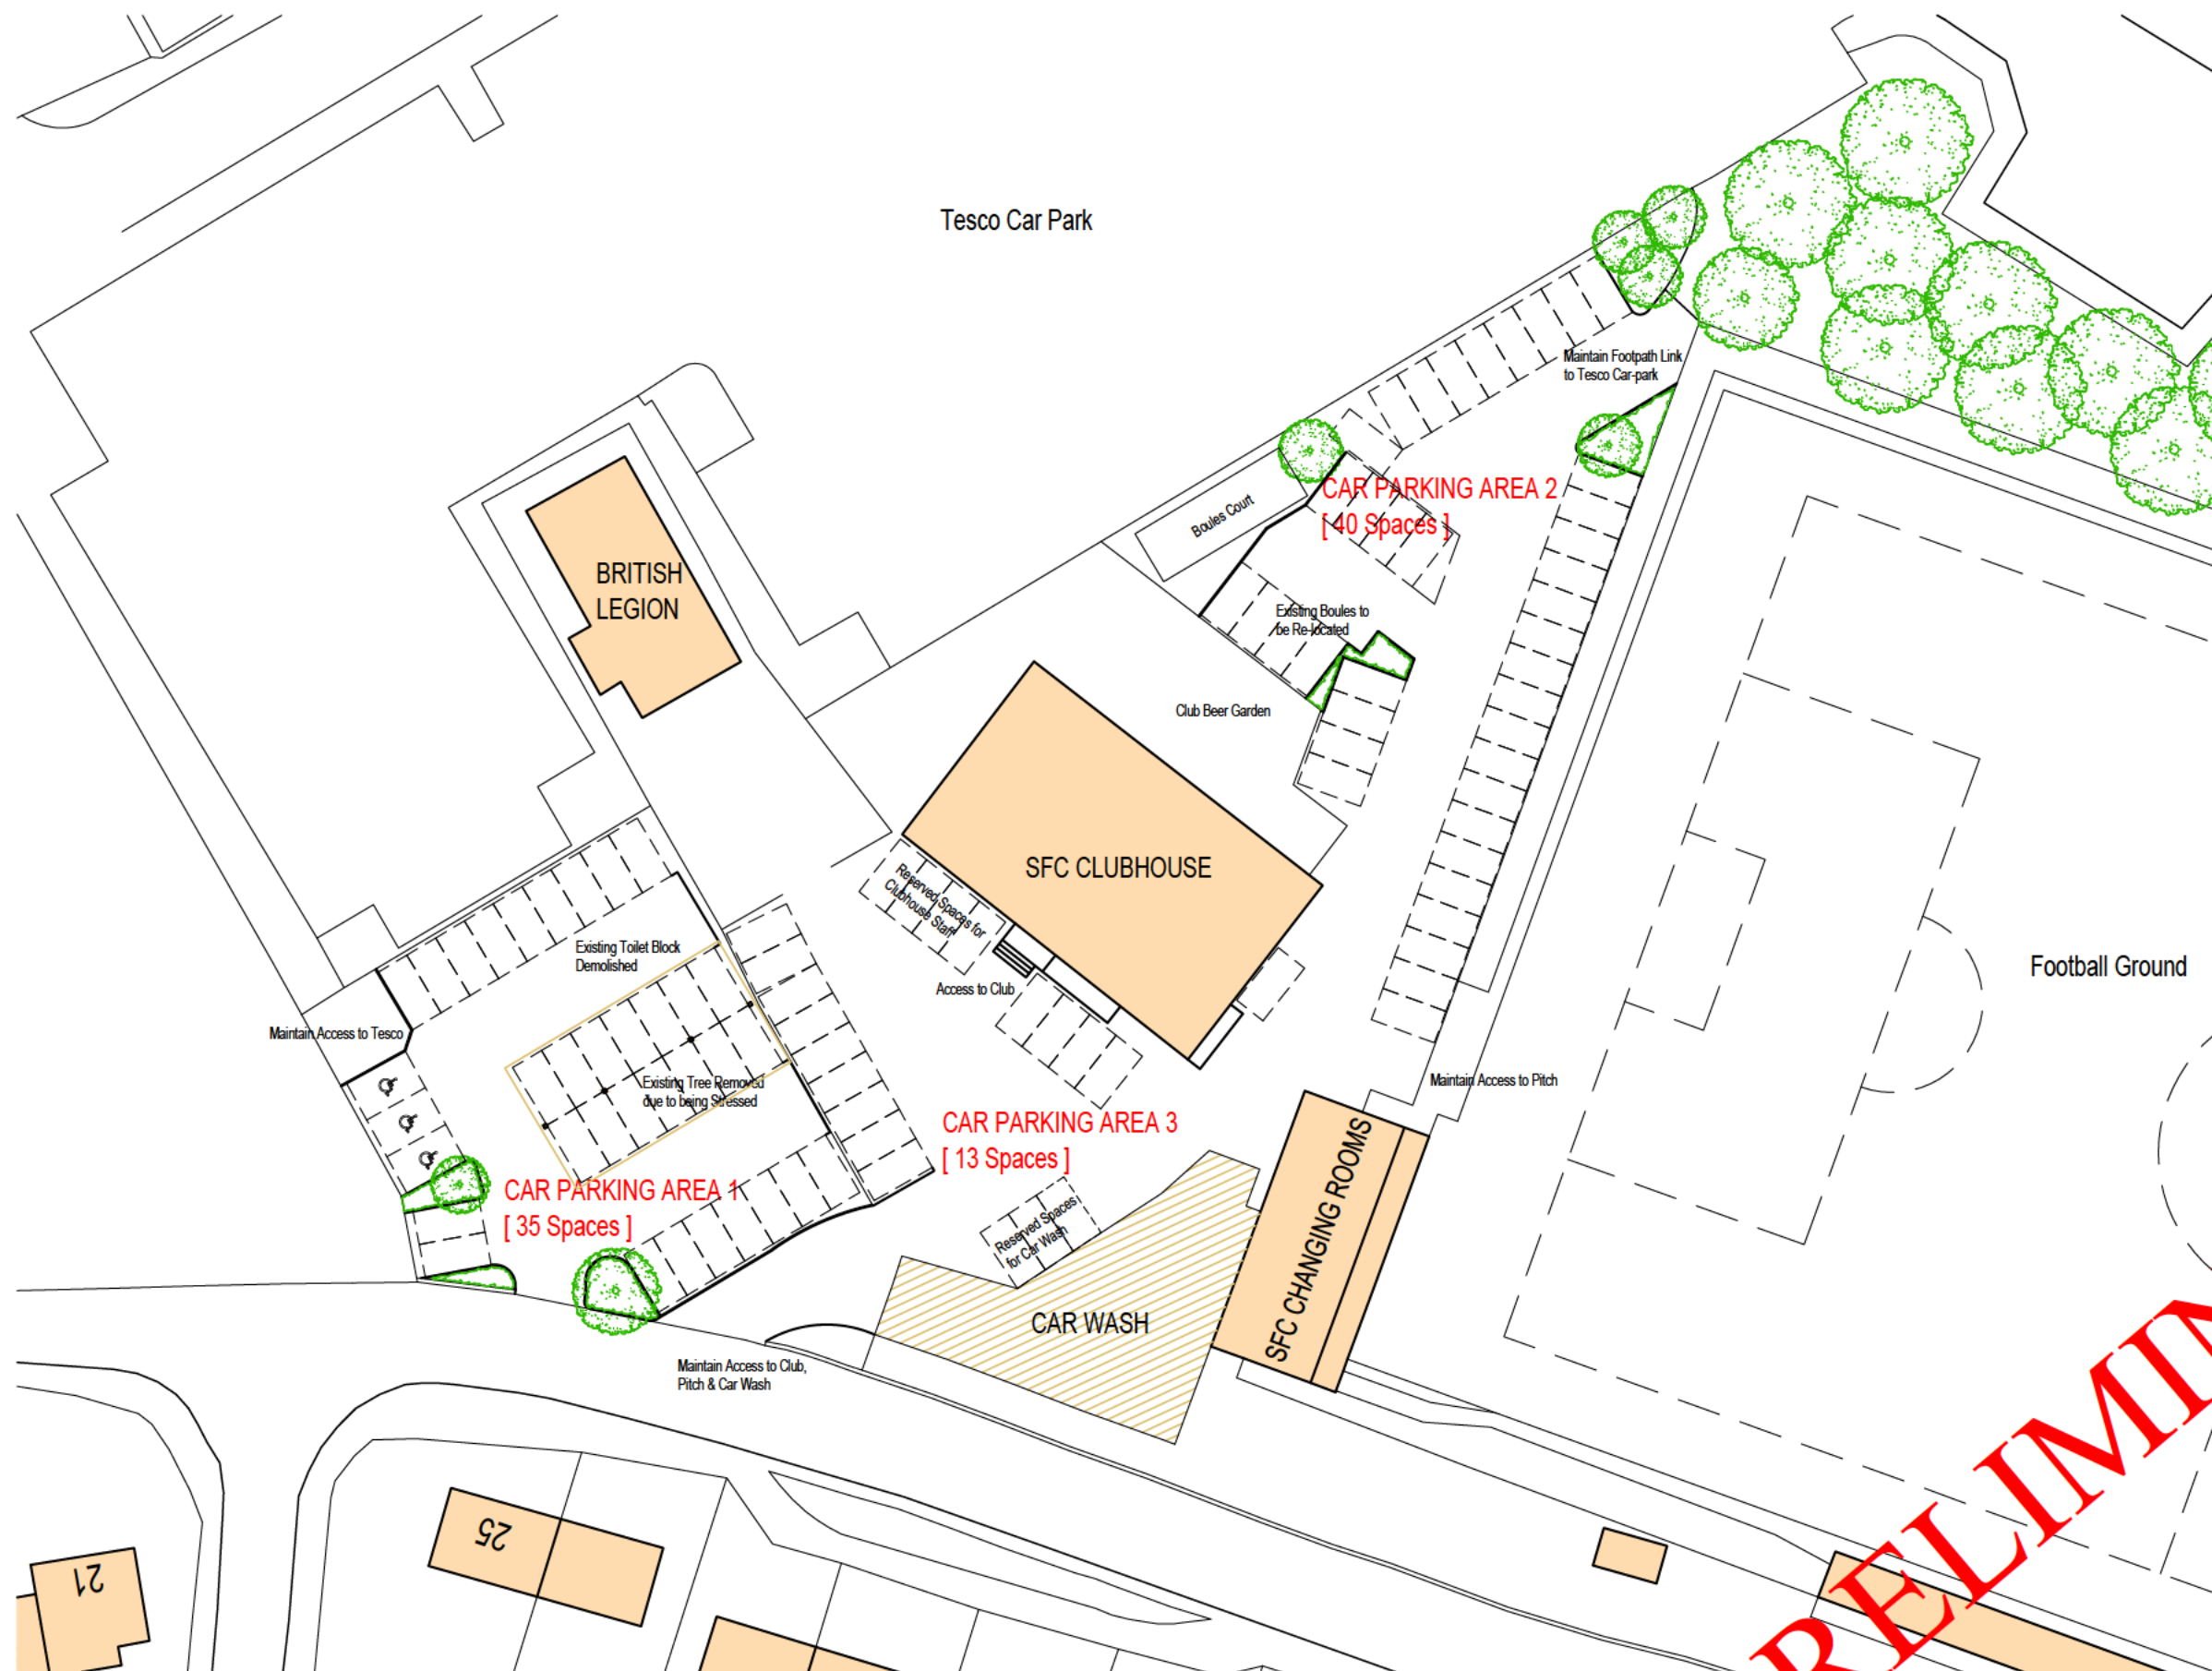 Tesco Car Park
Maintain Footpath Link
to Tesco Car-park
CAR PARKING AREA 2
[ 40 Spaces ]
Boules Court
BRITISH
LEGION
Existing Boules to
be Re-located
Club Beer Garden
SFC CLUBHOUSE
Reserved Spaces for
Clubhouse Staff
Football Ground
Existing Toilet Block
Demolished
Access to Club
Maintain Access to Tesco
Existing Tree Removed
due to being Stressed
Maintain Access to Pitch
CAR PARKING AREA 3
[ 13 Spaces ]
SFC CHANGING ROOMS
CAR PARKING AREA 1
[ 35 Spaces ]
Reserved Spaces
for Car Wash
CAR WASH
Maintain Access to Club,
Pitch & Car Wash
25
21
RELIMIN